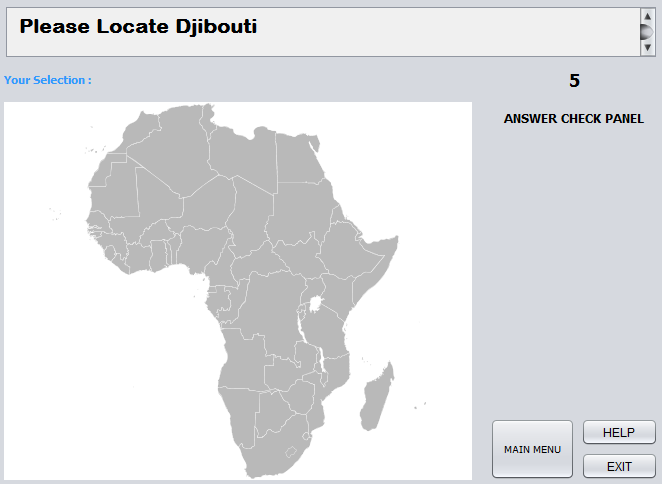 Please Locate Djibouti
Your Selection :
5
ANSWER CHECK PANEL
MAIN MENU
HELP
EXIT